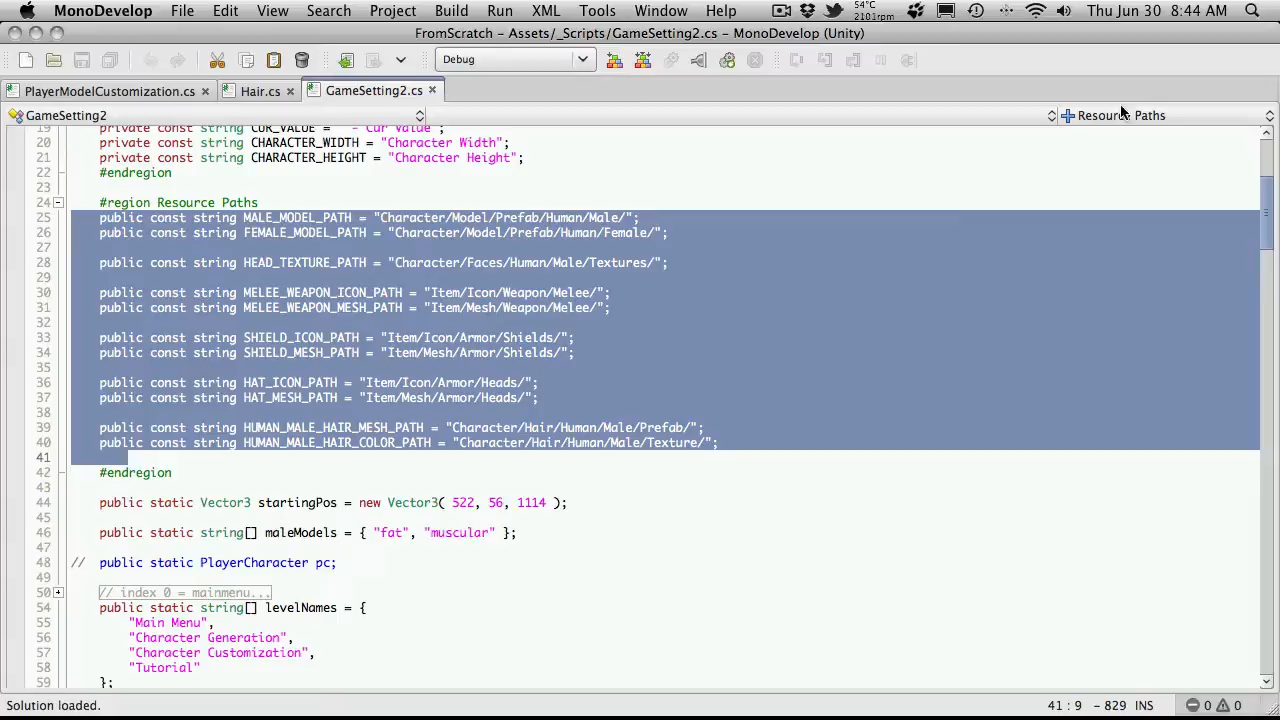 MonoDevelop File Edit View Search Project Build Run XML Tools Window Help 54°C 2101rpm Thu Jun 30 8:44 AM
FromScratch - Assets/_Scripts/GameSetting2.cs - MonoDevelop (Unity)
Debug
PlayerModelCustomization.cs Hair.cs GameSetting2.cs
GameSetting2 Resource Paths
19 private const string CUR_VALUE = " - Cur Value";
20 private const string CHARACTER_WIDTH = "Character Width";
21 private const string CHARACTER_HEIGHT = "Character Height";
22 #endregion
23
24 #region Resource Paths
25 public const string MALE_MODEL_PATH = "Character/Model/Prefab/Human/Male/";
26 public const string FEMALE_MODEL_PATH = "Character/Model/Prefab/Human/Female/";
27
28 public const string HEAD_TEXTURE_PATH = "Character/Faces/Human/Male/Textures/";
29
30 public const string MELEE_WEAPON_ICON_PATH = "Item/Icon/Weapon/Melee/";
31 public const string MELEE_WEAPON_MESH_PATH = "Item/Mesh/Weapon/Melee/";
32
33 public const string SHIELD_ICON_PATH = "Item/Icon/Armor/Shields/";
34 public const string SHIELD_MESH_PATH = "Item/Mesh/Armor/Shields/";
35
36 public const string HAT_ICON_PATH = "Item/Icon/Armor/Heads/";
37 public const string HAT_MESH_PATH = "Item/Mesh/Armor/Heads/";
38
39 public const string HUMAN_MALE_HAIR_MESH_PATH = "Character/Hair/Human/Male/Prefab/";
40 public const string HUMAN_MALE_HAIR_COLOR_PATH = "Character/Hair/Human/Male/Texture/";
41
42 #endregion
43
44 public static Vector3 startingPos = new Vector3( 522, 56, 1114 );
45
46 public static string[] maleModels = { "fat", "muscular" };
47
48 // public static PlayerCharacter pc;
49
50 // index 0 = mainmenu...
54 public static string[] levelNames = {
55 "Main Menu",
56 "Character Generation",
57 "Character Customization",
58 "Tutorial"
59 };
Solution loaded. 41 : 9 - 829 INS 0 0